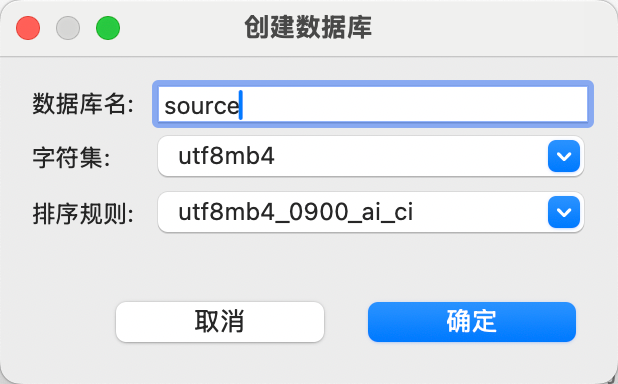 创建数据库
数据库名: source
字符集: utf8mb4
排序规则: utf8mb4_0900_ai_ci
取消 确定